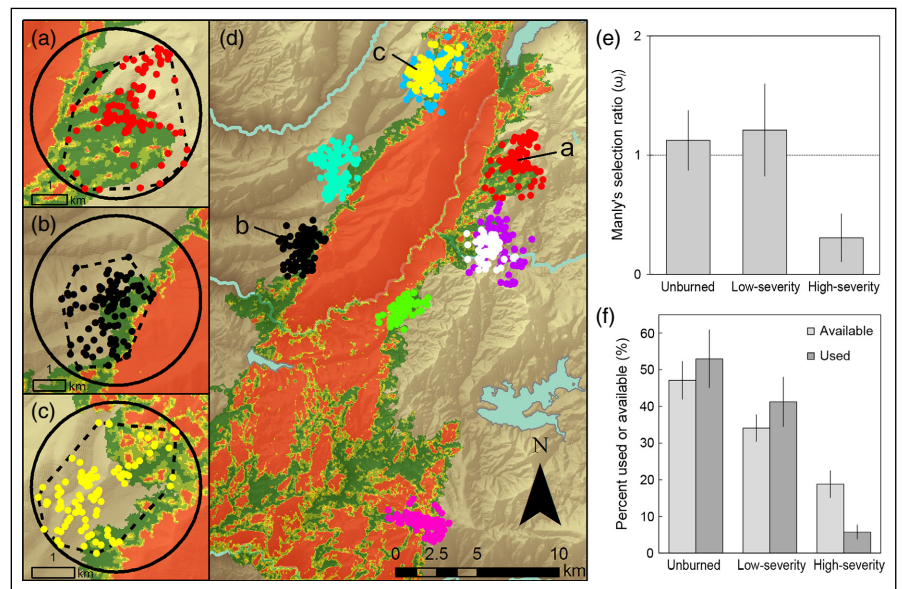 (a)
1
km
(b)
1
km
(c)
1
km
(d)
c
a
b
N
0 2.5 5 10
km
(e)
Manly's selection ratio (ωi)
2
1
0
Unburned Low-severity High-severity
(f)
Percent used or available (%)
60
50
40
30
20
10
0
Available
Used
Unburned Low-severity High-severity